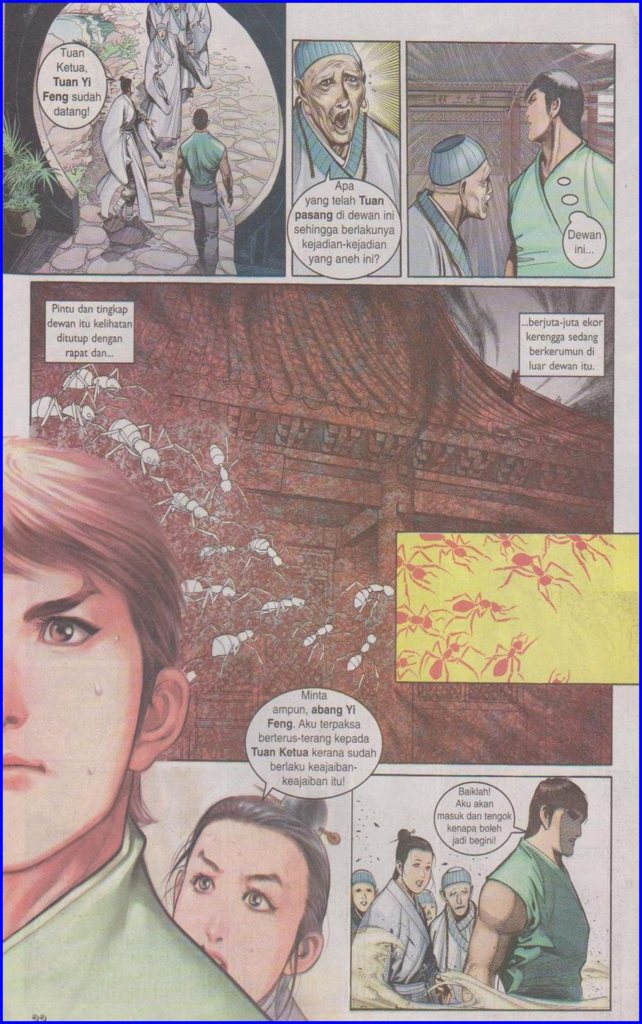 Tuan
Ketua,
Tuan Yi
Feng sudah
datang!
Apa
yang telah Tuan
pasang di dewan ini
sehingga berlakunya
kejadian-kejadian
yang aneh ini?
Dewan
ini...
Pintu dan tingkap
dewan itu kelihatan
ditutup dengan
rapat dan...
...berjuta-juta ekor
kerengga sedang
berkerumun di
luar dewan itu.
Minta
ampun, abang Yi
Feng. Aku terpaksa
berterus-terang kepada
Tuan Ketua kerana sudah
berlaku keajaiban-
keajaiban itu!
Baiklah!
Aku akan
masuk dan tengok
kenapa boleh
jadi begini!